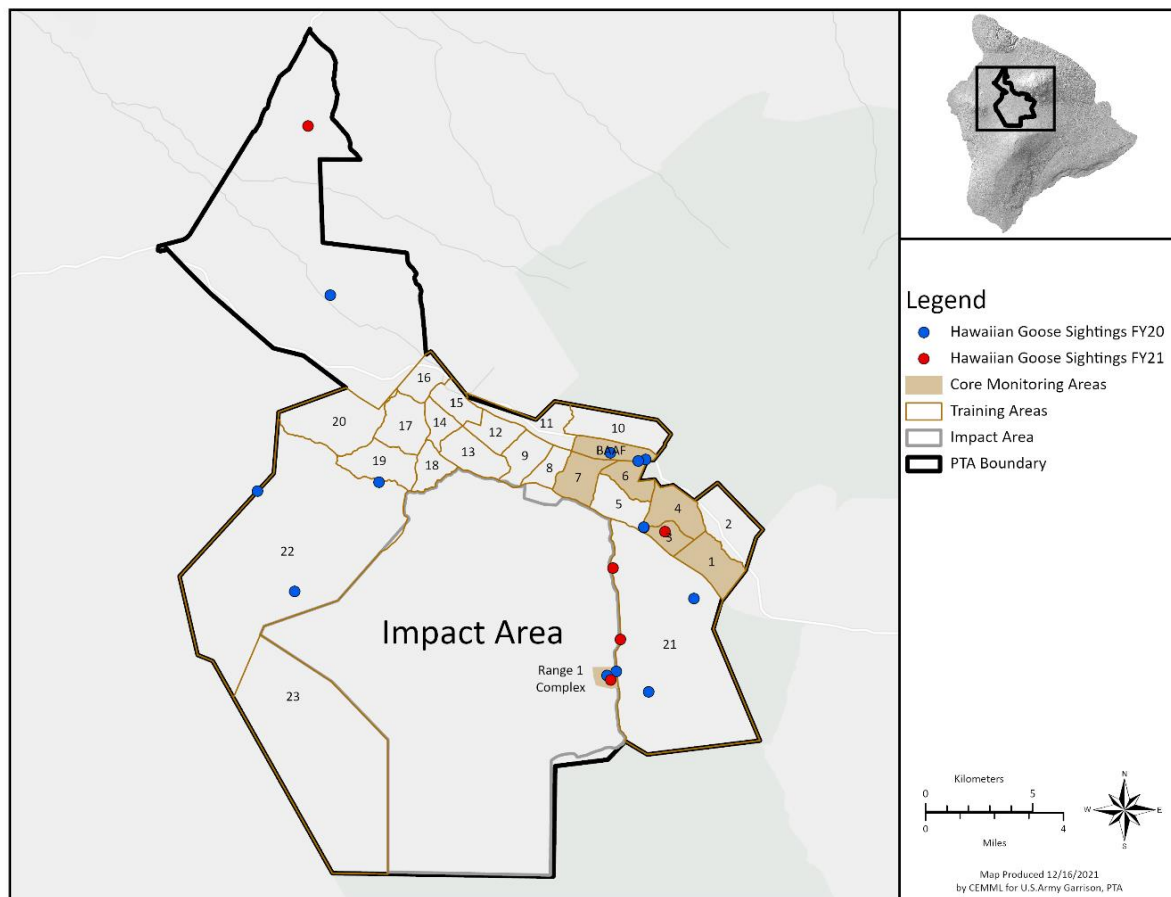 16
15
20
17
14
12
11
10
BAAF
19
18
13
9
8
7
6
5
4
2
3
1
22
Impact Area
21
Range 1
Complex
23
Legend
Hawaiian Goose Sightings FY20
Hawaiian Goose Sightings FY21
Core Monitoring Areas
Training Areas
Impact Area
PTA Boundary
Kilometers
0 5
0 4
Miles
N
W E
S
Map Produced 12/16/2021
by CEMML for U.S.Army Garrison, PTA